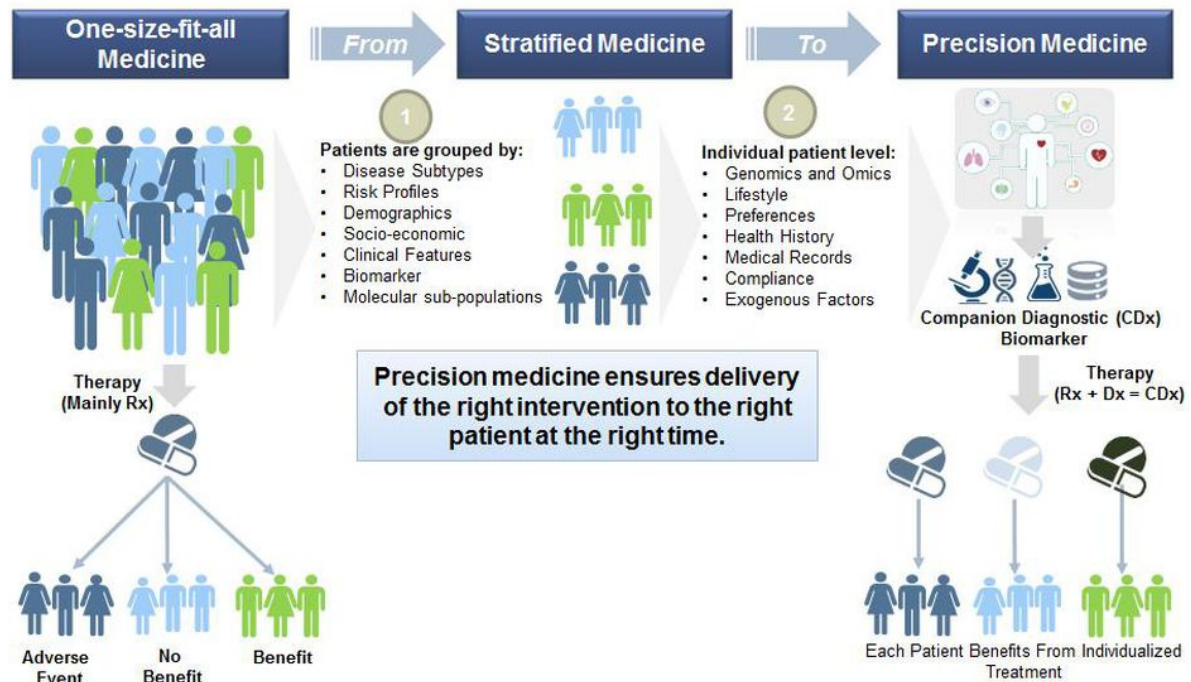 One-size-fit-all
Medicine
From
Stratified Medicine
To
Precision Medicine
1
Patients are grouped by:
• Disease Subtypes
• Risk Profiles
• Demographics
• Socio-economic
• Clinical Features
• Biomarker
• Molecular sub-populations
2
Individual patient level:
• Genomics and Omics
• Lifestyle
• Preferences
• Health History
• Medical Records
• Compliance
• Exogenous Factors
Companion Diagnostic (CDx)
Biomarker
Therapy
(Mainly Rx)
Precision medicine ensures delivery
of the right intervention to the right
patient at the right time.
Therapy
(Rx + Dx = CDx)
Adverse
Event
No
Benefit
Benefit
Each Patient
Benefits From
Treatment
Individualized